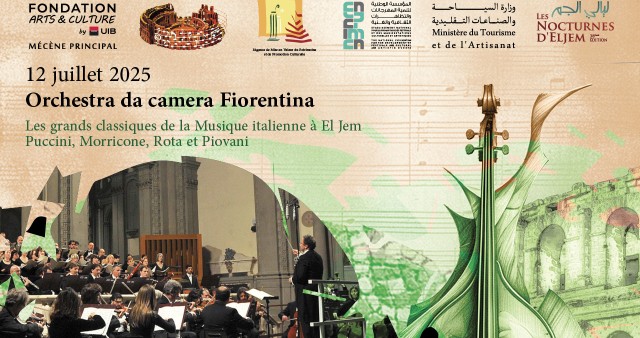 FONDATION
ARTS & CULTURE
by UIB
MÉCÈNE PRINCIPAL
وزارة السياحة
والصناعات التقليدية
Ministère du Tourisme
et de l'Artisanat
ليالي الجم
LES
NOCTURNES
D'ELJEM
EDITION
12 juillet 2025
Orchestra da camera Fiorentina
Les grands classiques de la Musique italienne à El Jem
Puccini, Morricone, Rota et Piovani